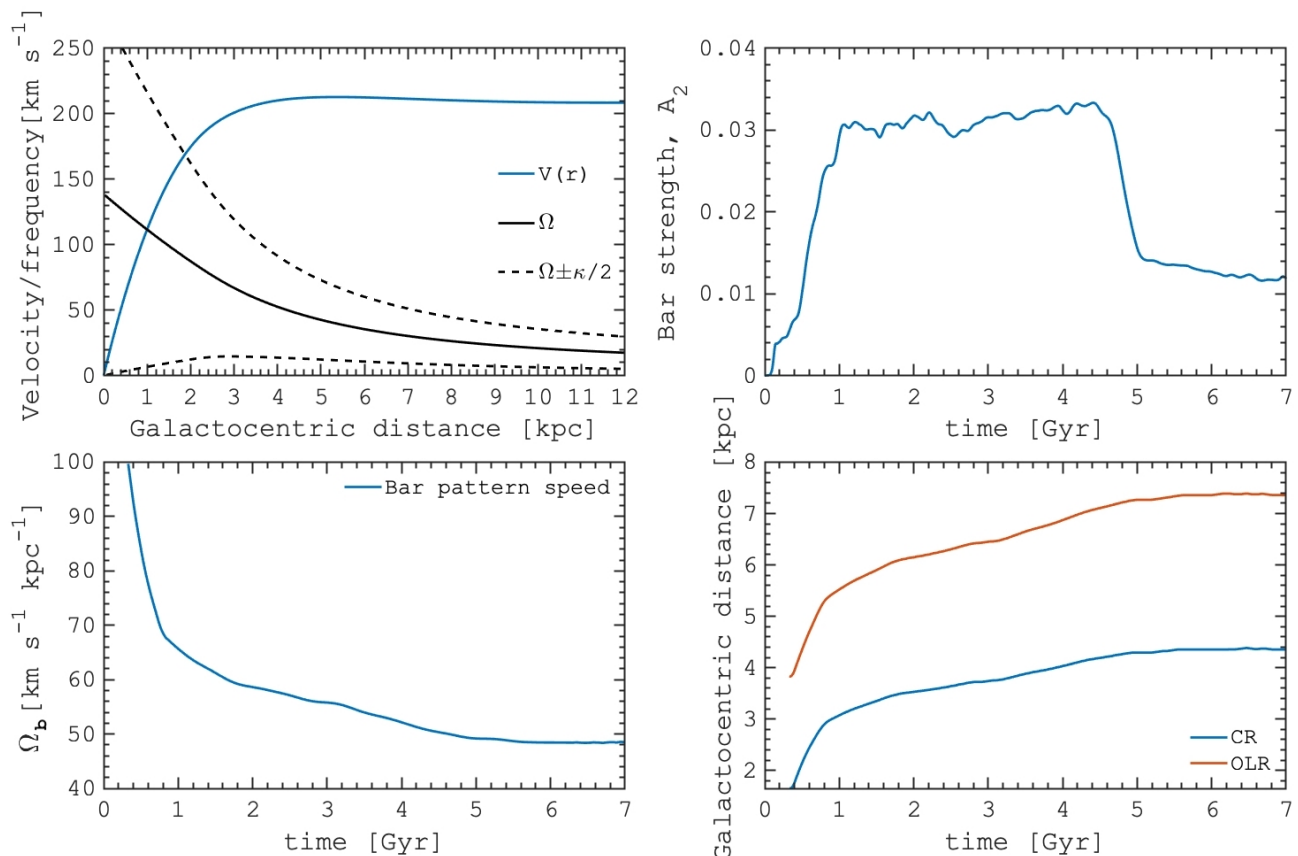 Velocity/frequency[km s⁻¹]
250
200
150
100
50
0
V(r)
Ω
Ω±κ/2
0 1 2 3 4 5 6 7 8 9 10 11 12
Galactocentric distance [kpc]
Bar strength, A₂
0.04
0.03
0.02
0.01
0
0 1 2 3 4 5 6 7
time [Gyr]
Ω_b[km s⁻¹ kpc⁻¹]
100
90
80
70
60
50
40
Bar pattern speed
0 1 2 3 4 5 6 7
time [Gyr]
Galactocentric distance [kpc]
8
7
6
5
4
3
2
CR
OLR
0 1 2 3 4 5 6 7
time [Gyr]